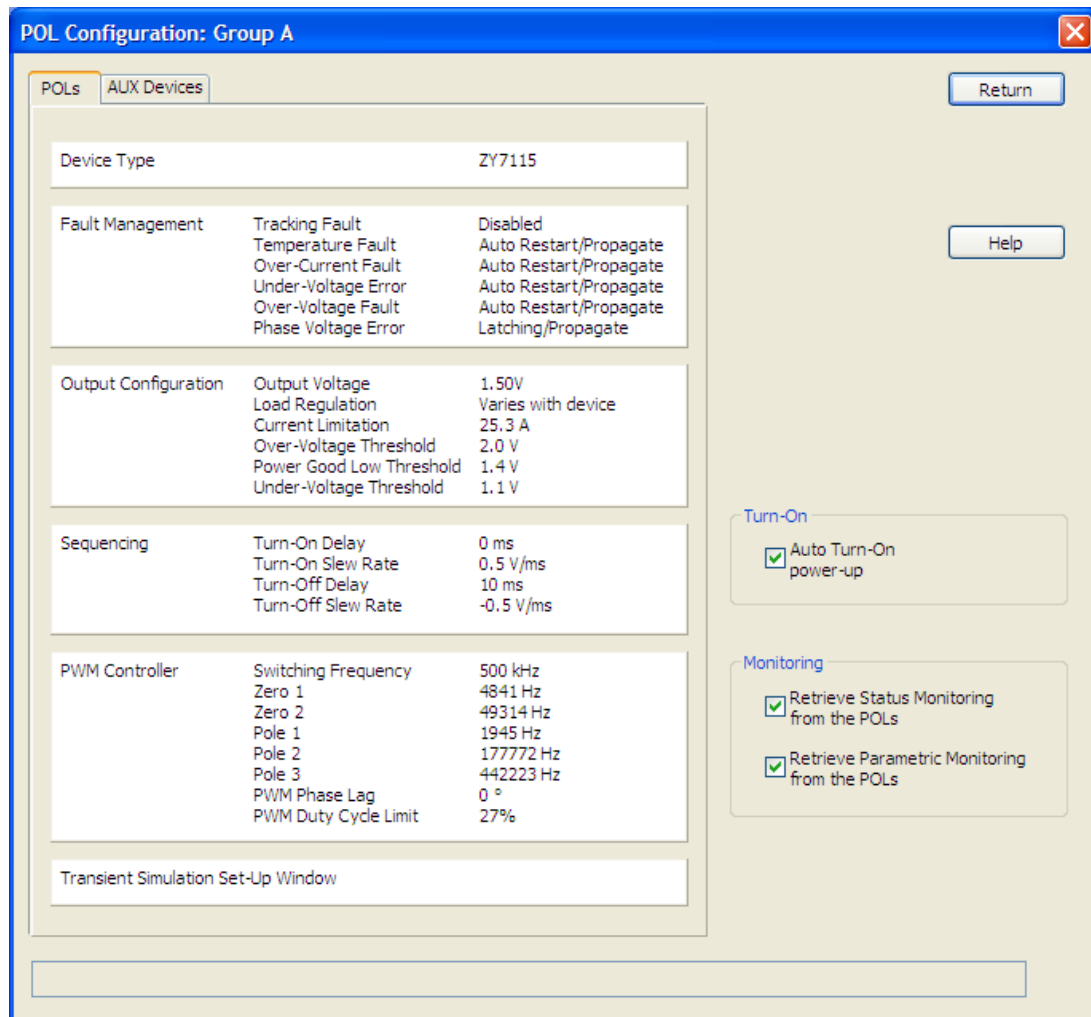 POL Configuration: Group A
POLs
AUX Devices
Return
Device Type ZY7115
Fault Management Tracking Fault Disabled
Temperature Fault Auto Restart/Propagate
Help
Over-Current Fault Auto Restart/Propagate
Under-Voltage Error Auto Restart/Propagate
Over-Voltage Fault Auto Restart/Propagate
Phase Voltage Error Latching/Propagate
Output Configuration Output Voltage 1.50V
Load Regulation Varies with device
Current Limitation 25.3 A
Over-Voltage Threshold 2.0 V
Power Good Low Threshold 1.4 V
Under-Voltage Threshold 1.1 V
Sequencing Turn-On Delay 0 ms
Turn-On Slew Rate 0.5 V/ms
Turn-Off Delay 10 ms
Turn-Off Slew Rate -0.5 V/ms
Turn-On
Auto Turn-On
power-up
PWM Controller Switching Frequency 500 kHz
Zero 1 4841 Hz
Zero 2 49314 Hz
Pole 1 1945 Hz
Pole 2 177772 Hz
Pole 3 442223 Hz
PWM Phase Lag 0 °
PWM Duty Cycle Limit 27%
Monitoring
Retrieve Status Monitoring
from the POLs
Retrieve Parametric Monitoring
from the POLs
Transient Simulation Set-Up Window